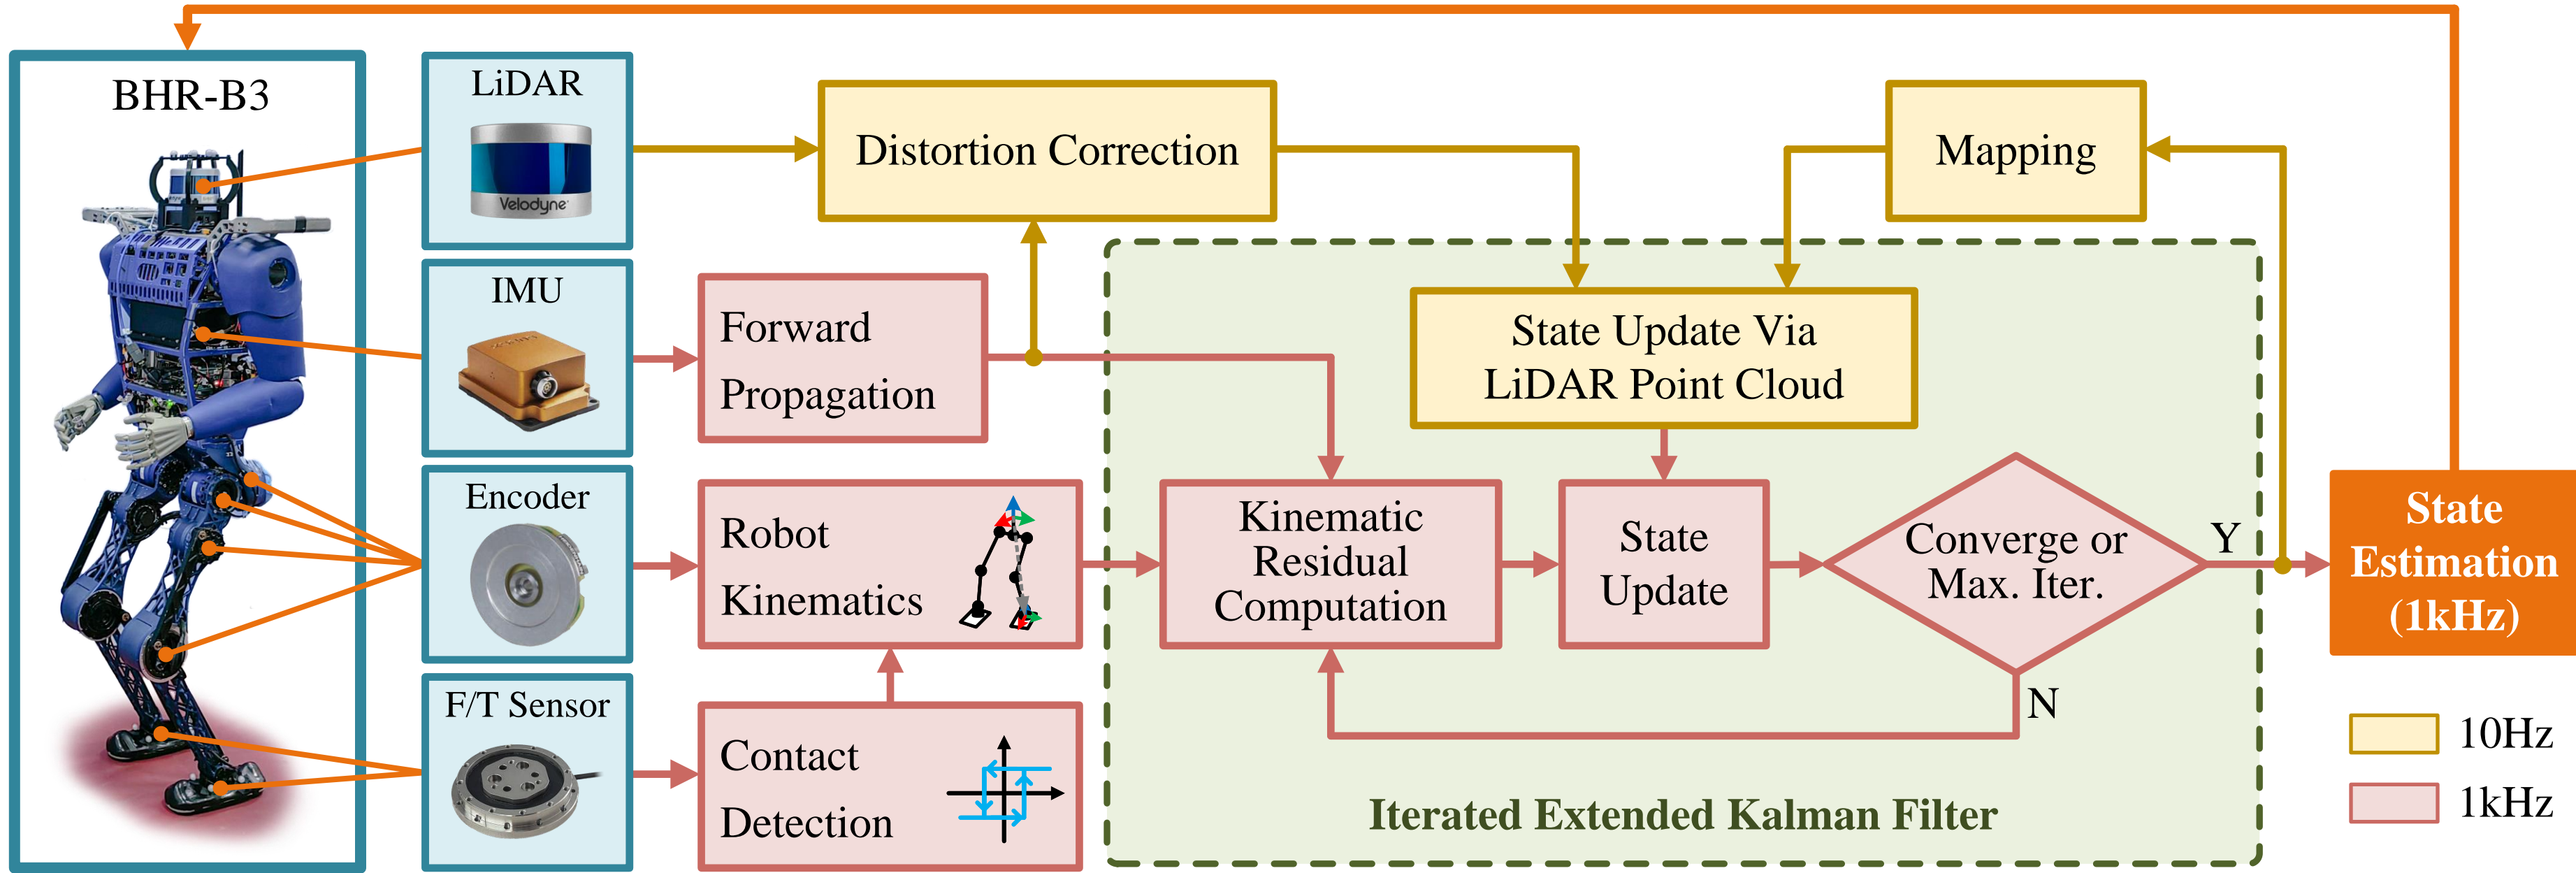 BHR-B3
LiDAR
Velodyne
IMU
Encoder
F/T Sensor
Distortion Correction
Mapping
Forward
Propagation
State Update Via
LiDAR Point Cloud
Robot
Kinematics
Kinematic
Residual
Computation
State
Update
Converge or
Max. Iter.
Y
N
State
Estimation
(1kHz)
Contact
Detection
Iterated Extended Kalman Filter
10Hz
1kHz